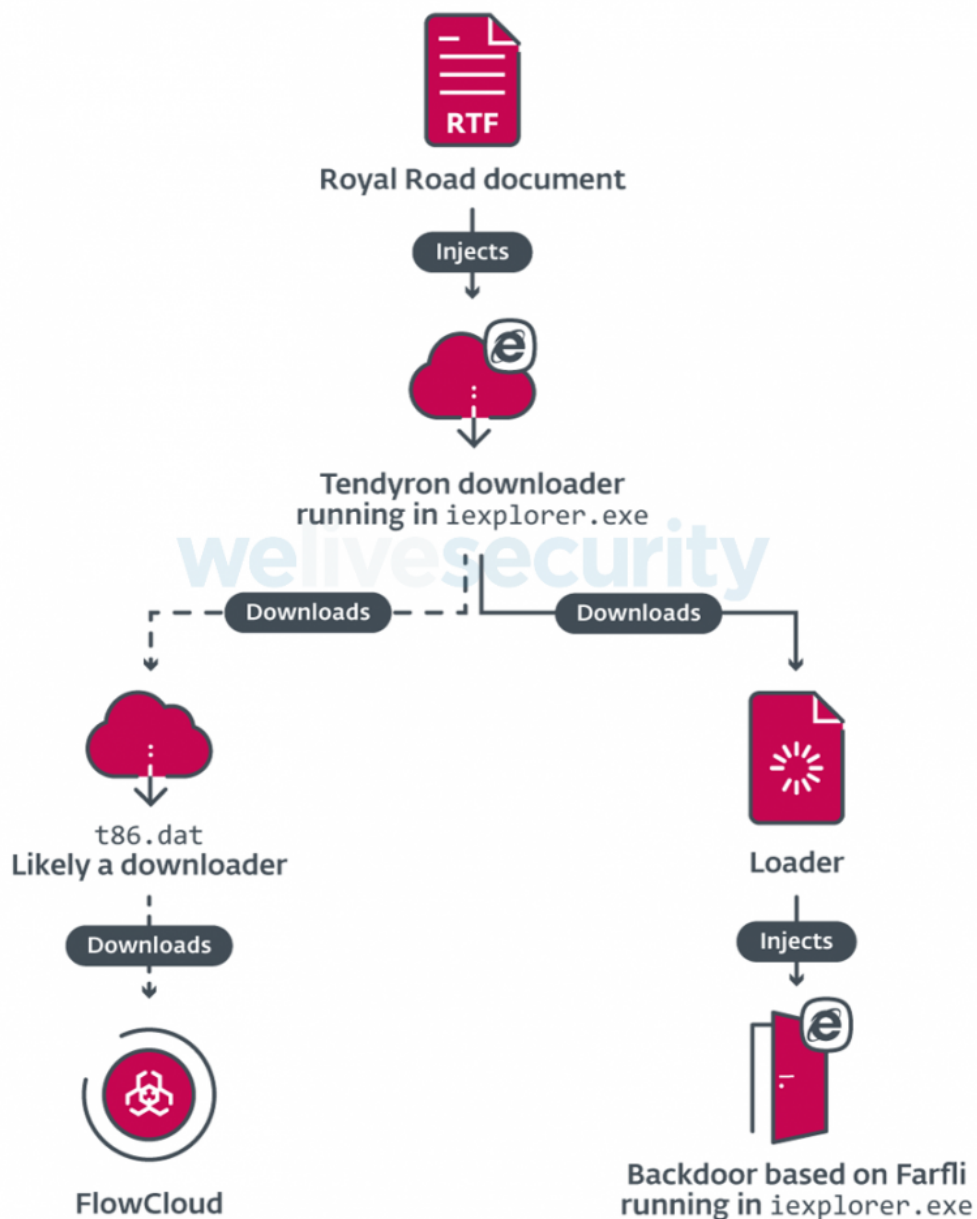 RTF
Royal Road document
Injects
Tendyron downloader
running in iexplorer.exe
welivesecurity
Downloads
Downloads
t86.dat
Likely a downloader
Loader
Downloads
Injects
FlowCloud
Backdoor based on Farfli
running in iexplorer.exe